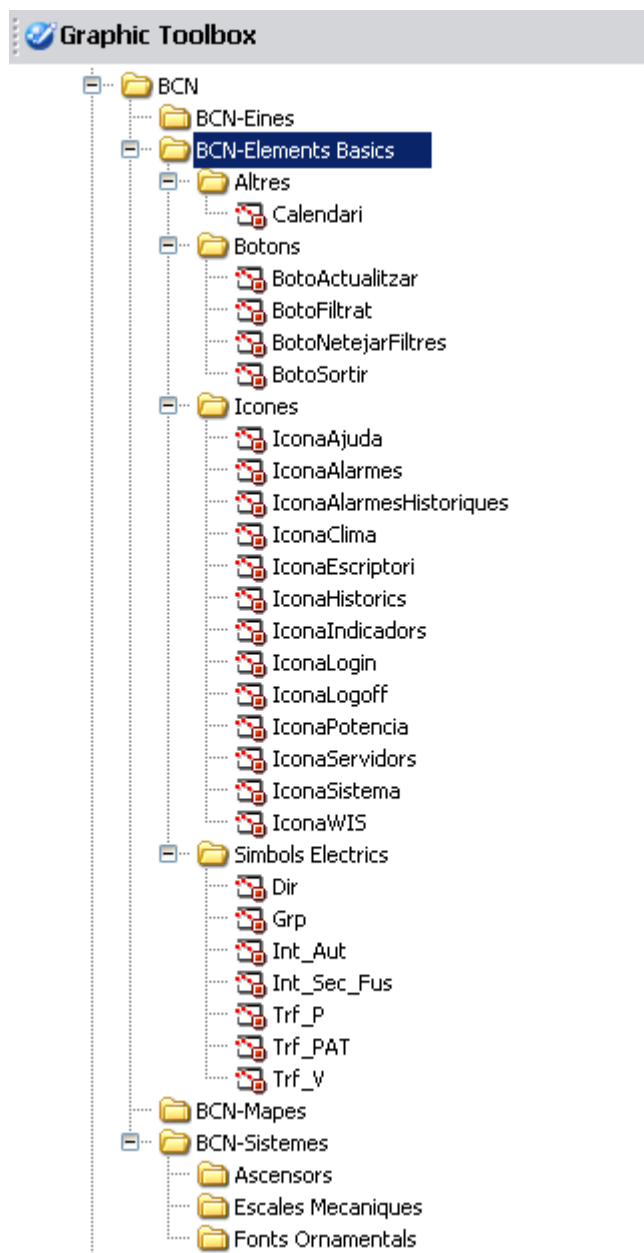 Graphic Toolbox
BCN
BCN-Eines
BCN-Elements Basics
Altres
Calendari
Botons
BotoActualitzar
BotoFiltrat
BotoNetejarFiltres
BotoSortir
Icones
IconaAjuda
IconaAlarmes
IconaAlarmesHistoriques
IconaClima
IconaEscriptori
IconaHistorics
IconaIndicadors
IconaLogin
IconaLogoff
IconaPotencia
IconaServidors
IconaSistema
IconaWIS
Simbols Electrics
Dir
Grp
Int_Aut
Int_Sec_Fus
Trf_P
Trf_PAT
Trf_V
BCN-Mapes
BCN-Sistemes
Ascensors
Escales Mecaniques
Fonts Ornamentals